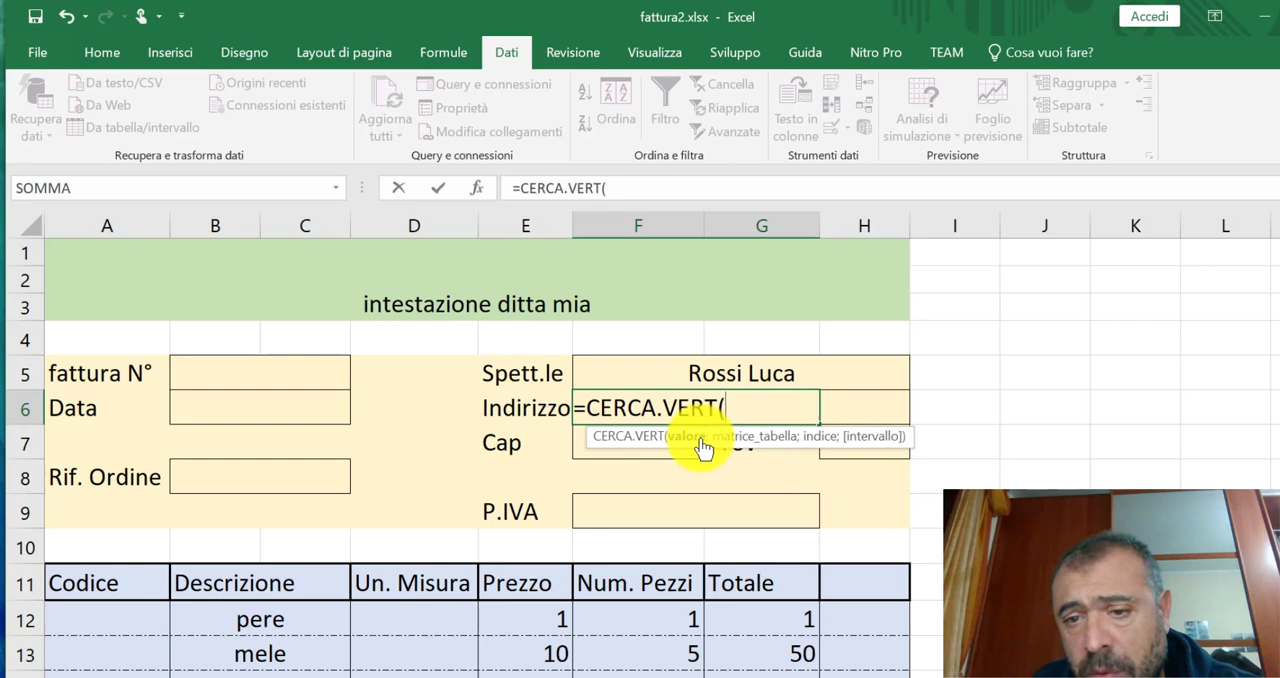 fattura2.xlsx - Excel
Accedi
File Home Inserisci Disegno Layout di pagina Formule Dati Revisione Visualizza Sviluppo Guida Nitro Pro TEAM Cosa vuoi fare?
Recupera dati
Da testo/CSV
Da Web
Da tabella/intervallo
Origini recenti
Connessioni esistenti
Recupera e trasforma dati
Aggiorna tutti
Query e connessioni
Proprietà
Modifica collegamenti
Query e connessioni
Ordina
Filtro
Cancella
Riapplica
Avanzate
Ordina e filtra
Testo in colonne
Strumenti dati
Analisi di simulazione
Foglio previsione
Previsione
Raggruppa
Separa
Subtotale
Struttura
SOMMA
fx
=CERCA.VERT(
A B C D E F G H I J K L
1
2
3 intestazione ditta mia
4
5 fattura N° Spett.le Rossi Luca
6 Data Indirizzo =CERCA.VERT(
CERCA.VERT(valore; matrice_tabella; indice; [intervallo])
7 Cap
8 Rif. Ordine
9 P.IVA
10
11 Codice Descrizione Un. Misura Prezzo Num. Pezzi Totale
12 pere 1 1 1
13 mele 10 5 50